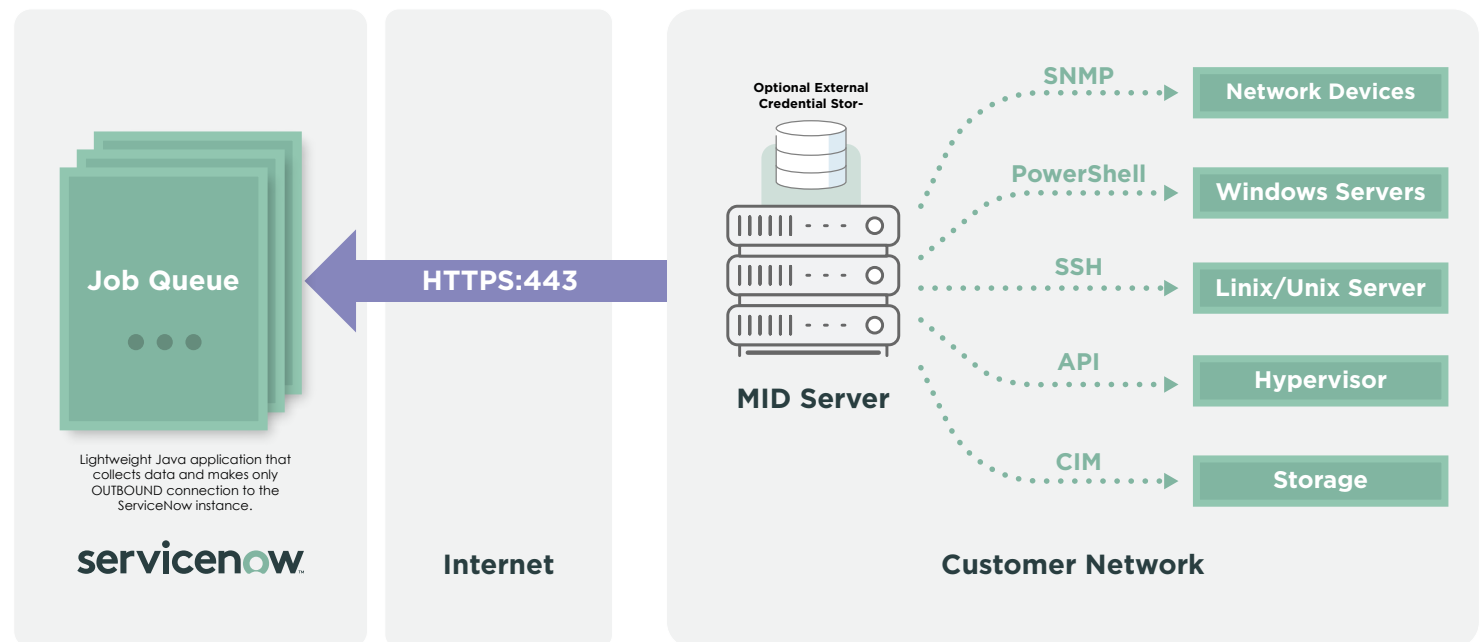 Job Queue
Lightweight Java application that
collects data and makes only
OUTBOUND connection to the
ServiceNow instance.
servicenow™
HTTPS:443
Internet
Optional External
Credential Stor-
MID Server
SNMP
Network Devices
PowerShell
Windows Servers
SSH
Linix/Unix Server
API
Hypervisor
CIM
Storage
Customer Network